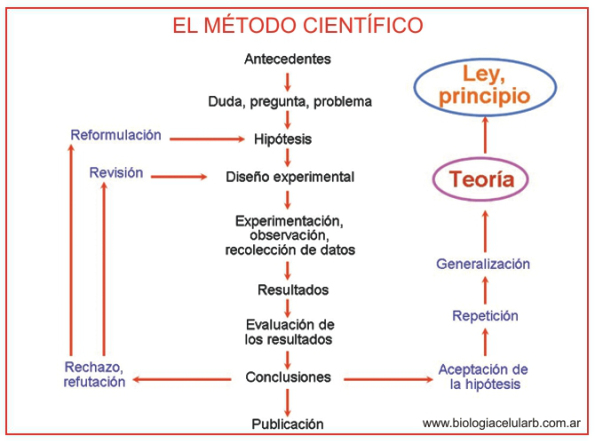 EL MÉTODO CIENTÍFICO
Antecedentes
Duda, pregunta, problema
Hipótesis
Diseño experimental
Experimentación,
observación,
recolección de datos
Resultados
Evaluación de
los resultados
Conclusiones
Publicación
Reformulación
Revisión
Rechazo,
refutación
Aceptación de
la hipótesis
Repetición
Generalización
Teoría
Ley,
principio
www.biologiacelularb.com.ar